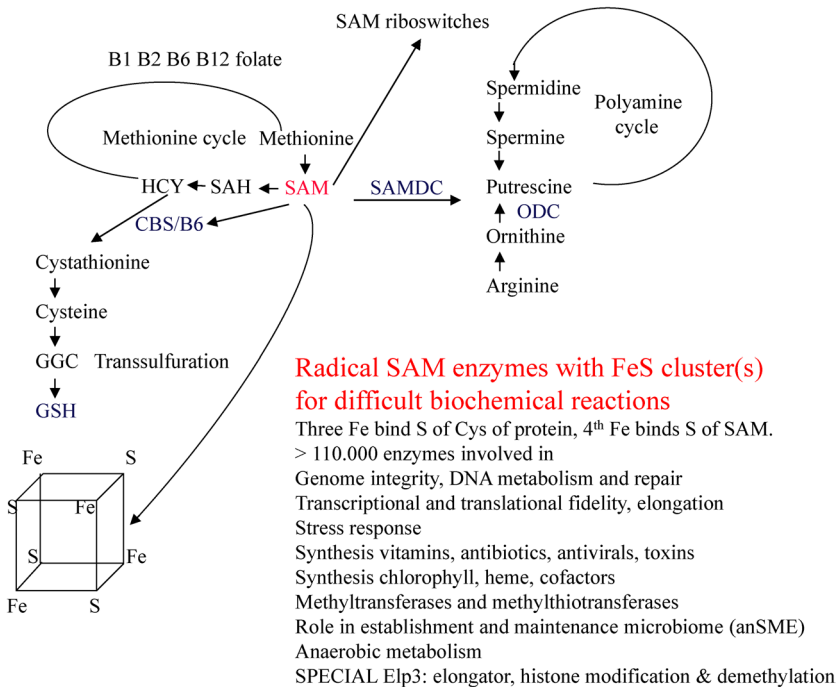 SAM riboswitches
B1 B2 B6 B12 folate
Methionine cycle
Methionine
HCY
SAH
SAM
CBS/B6
SAMDC
Spermidine
Polyamine
cycle
Spermine
Putrescine
ODC
Ornithine
Arginine
Cystathionine
Cysteine
GGC
Transsulfuration
GSH
Fe
S
S
Fe
S
Fe
Fe
S
Radical SAM enzymes with FeS cluster(s)
for difficult biochemical reactions
Three Fe bind S of Cys of protein, 4th Fe binds S of SAM.
> 110.000 enzymes involved in
Genome integrity, DNA metabolism and repair
Transcriptional and translational fidelity, elongation
Stress response
Synthesis vitamins, antibiotics, antivirals, toxins
Synthesis chlorophyll, heme, cofactors
Methyltransferases and methylthiotransferases
Role in establishment and maintenance microbiome (anSME)
Anaerobic metabolism
SPECIAL Elp3: elongator, histone modification & demethylation